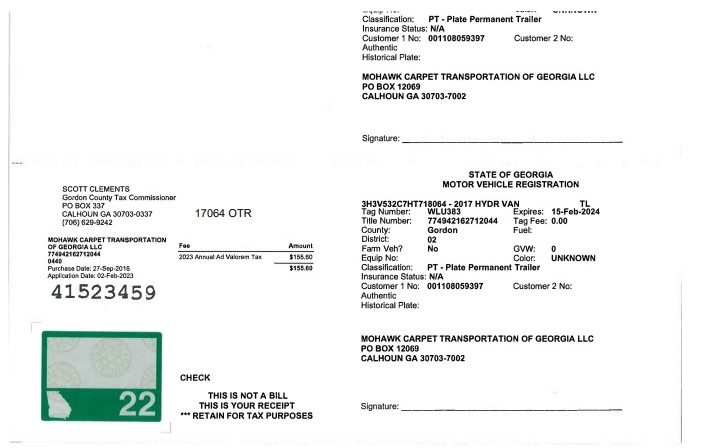 UNKNOWN
Classification: PT - Plate Permanent Trailer
Insurance Status: N/A
Customer 1 No: 001108059397 Customer 2 No:
Authentic
Historical Plate:
MOHAWK CARPET TRANSPORTATION OF GEORGIA LLC
PO BOX 12069
CALHOUN GA 30703-7002
Signature:
SCOTT CLEMENTS
Gordon County Tax Commissioner
PO BOX 337
CALHOUN GA 30703-0337
(706) 629-9242
17064 OTR
MOHAWK CARPET TRANSPORTATION
OF GEORGIA LLC
774942162712044
0440
Purchase Date: 27-Sep-2016
Application Date: 02-Feb-2023
41523459
Fee Amount
2023 Annual Ad Valorem Tax $155.60
$155.60
22
CHECK
THIS IS NOT A BILL
THIS IS YOUR RECEIPT
*** RETAIN FOR TAX PURPOSES
STATE OF GEORGIA
MOTOR VEHICLE REGISTRATION
3H3V532C7HT718064 - 2017 HYDR VAN TL
Tag Number: WLU383 Expires: 15-Feb-2024
Title Number: 774942162712044 Tag Fee: 0.00
County: Gordon Fuel:
District: 02
Farm Veh? No GVW: 0
Equip No: Color: UNKNOWN
Classification: PT - Plate Permanent Trailer
Insurance Status: N/A
Customer 1 No: 001108059397 Customer 2 No:
Authentic
Historical Plate:
MOHAWK CARPET TRANSPORTATION OF GEORGIA LLC
PO BOX 12069
CALHOUN GA 30703-7002
Signature: